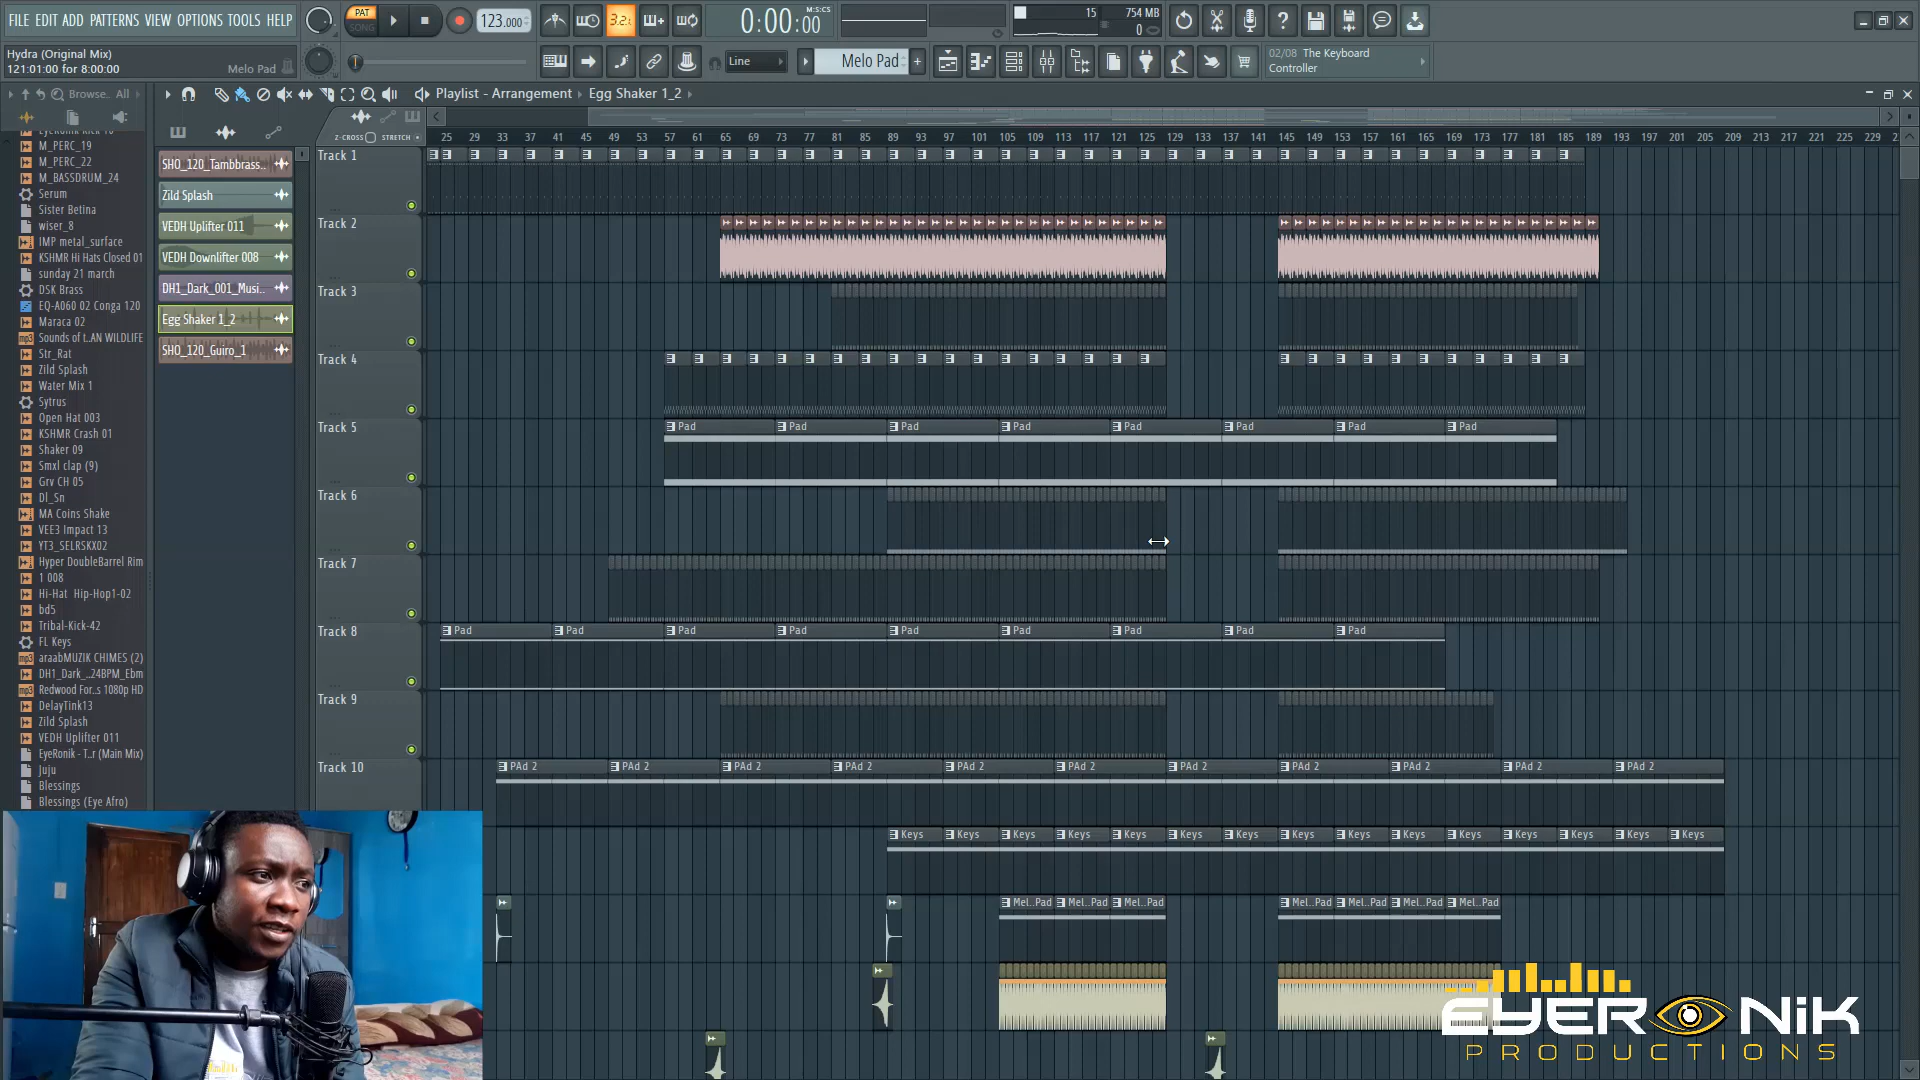 FILE EDIT ADD PATTERNS VIEW OPTIONS TOOLS HELP
PAT
SONG
123.000
3.2.
0:00:00
M:S:CS
15
754 MB
0
Hydra (Original Mix)
121:01:00 for 8:00:00
Melo Pad
Line
Melo Pad
02/08 The Keyboard
Controller
Browse.. All
Playlist - Arrangement
Egg Shaker 1_2
Z-CROSS STRETCH
25 29 33 37 41 45 49 53 57 61 65 69 73 77 81 85 89 93 97 101 105 109 113 117 121 125 129 133 137 141 145 149 153 157 161 165 169 173 177 181 185 189 193 197 201 205 209 213 217 221 225 229
M_PERC_19
M_PERC_22
M_BASSDRUM_24
Serum
Sister Betina
wiser_8
IMP metal_surface
KSHMR Hi Hats Closed 01
sunday 21 march
DSK Brass
EQ-A060 02 Conga 120
Maraca 02
Sounds of t..AN WILDLIFE
Str_Rat
Zild Splash
Water Mix 1
Sytrus
Open Hat 003
KSHMR Crash 01
Shaker 09
Smxl clap (9)
Grv CH 05
Dl_Sn
MA Coins Shake
VEE3 Impact 13
YT3_SELRSKX02
Hyper DoubleBarrel Rim
1 008
Hi-Hat Hip-Hop1-02
bd5
Tribal-Kick-42
FL Keys
araabMUZIK CHIMES (2)
DH1_Dark_..24BPM_Ebm
Redwood For..s 1080p HD
DelayTink13
Zild Splash
VEDH Uplifter 011
EyeRonik - T..r (Main Mix)
Juju
Blessings
Blessings (Eye Afro)
SHO_120_Tambbrass..
Zild Splash
VEDH Uplifter 011
VEDH Downlifter 008
DH1_Dark_001_Musi..
Egg Shaker 1_2
SHO_120_Guiro_1
Track 1
Track 2
Track 3
Track 4
Track 5
Pad Pad Pad Pad Pad Pad Pad Pad
Track 6
Track 7
Track 8
Pad Pad Pad Pad Pad Pad Pad Pad Pad
Track 9
Track 10
PAd 2 PAd 2 PAd 2 PAd 2 PAd 2 PAd 2 PAd 2 PAd 2 PAd 2 PAd 2 PAd 2
Keys Keys Keys Keys Keys Keys Keys Keys Keys Keys Keys Keys Keys Keys Keys
Mel..Pad Mel..Pad Mel..Pad Mel..Pad Mel..Pad Mel..Pad Mel..Pad
EYERONiK
PRODUCTIONS